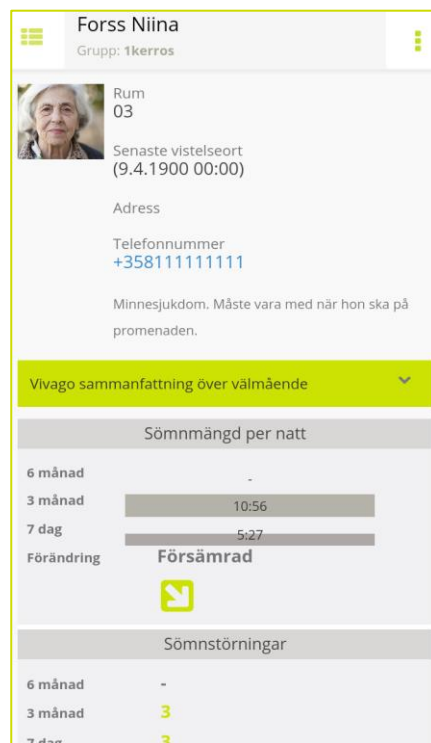 Forss Niina
Grupp: 1kerros
Rum
03
Senaste vistelseort
(9.4.1900 00:00)
Adress
Telefonnummer
+358111111111
Minnesjukdom. Måste vara med när hon ska på
promenaden.
Vivago sammanfattning över välmående
Sömnmängd per natt
6 månad -
3 månad 10:56
7 dag 5:27
Förändring Försämrad
Sömnstörningar
6 månad -
3 månad 3
7 dag 3